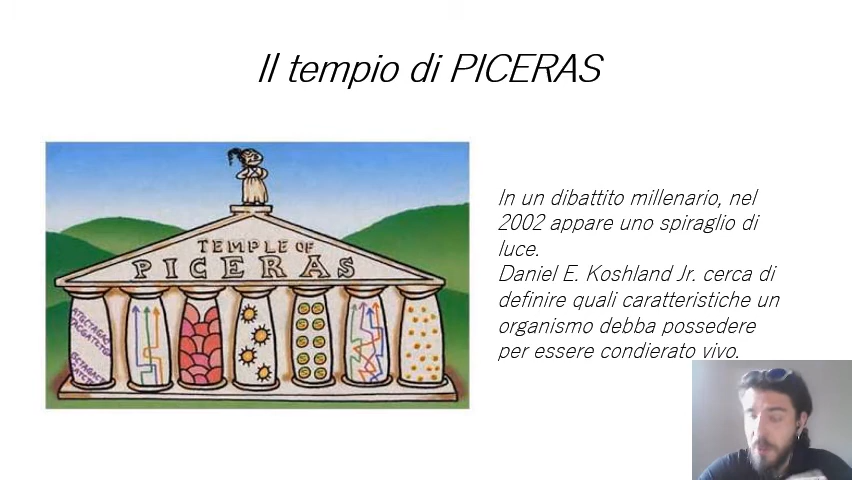 Il tempio di PICERAS
TEMPLE OF
PICERAS
In un dibattito millenario, nel
2002 appare uno spiraglio di
luce.
Daniel E. Koshland Jr. cerca di
definire quali caratteristiche un
organismo debba possedere
per essere condierato vivo.